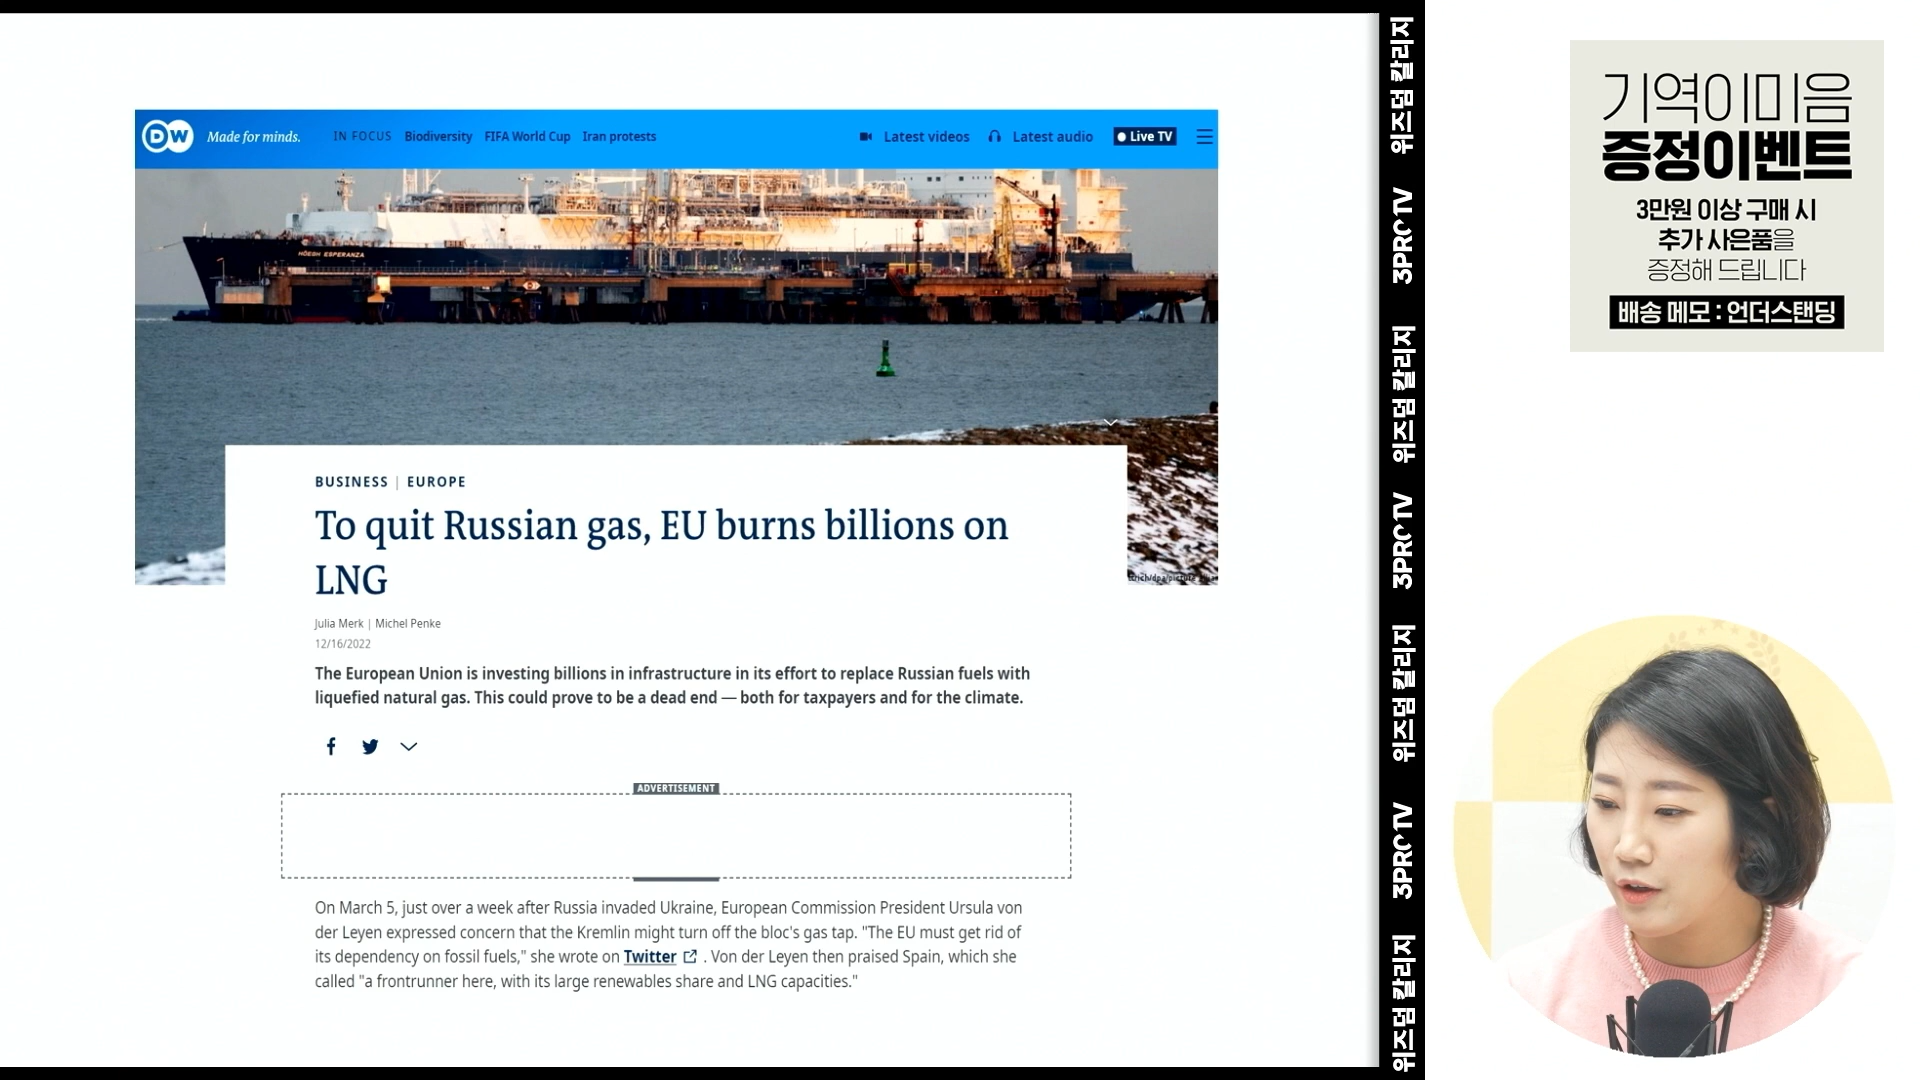 DW Made for minds. IN FOCUS Biodiversity FIFA World Cup Iran protests Latest videos Latest audio Live TV
HÖEGH ESPERANZA
BUSINESS | EUROPE
To quit Russian gas, EU burns billions on
LNG
Julia Merk | Michel Penke
12/16/2022
The European Union is investing billions in infrastructure in its effort to replace Russian fuels with
liquefied natural gas. This could prove to be a dead end — both for taxpayers and for the climate.
ADVERTISEMENT
On March 5, just over a week after Russia invaded Ukraine, European Commission President Ursula von
der Leyen expressed concern that the Kremlin might turn off the bloc's gas tap. "The EU must get rid of
its dependency on fossil fuels," she wrote on Twitter . Von der Leyen then praised Spain, which she
called "a frontrunner here, with its large renewables share and LNG capacities."
위즈덤 칼리지
3PROTV
위즈덤 칼리지
3PROTV
위즈덤 칼리지
3PROTV
위즈덤 칼리지
기역이미음
증정이벤트
3만원 이상 구매 시
추가 사은품을
증정해 드립니다
배송 메모 : 언더스탠딩